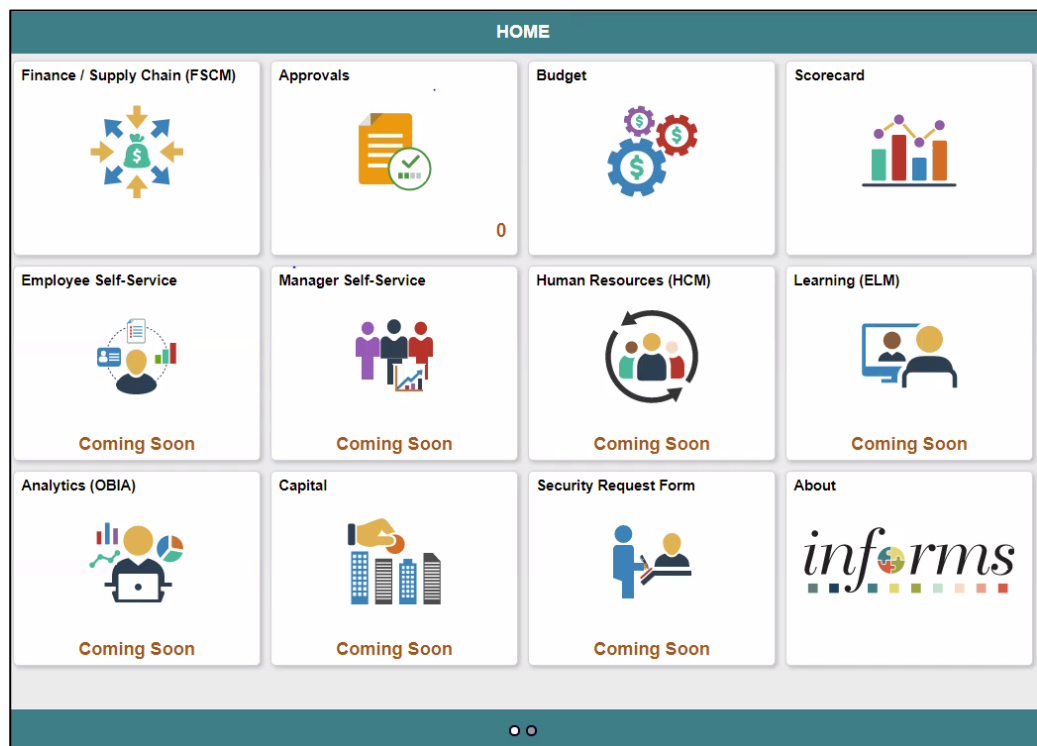 HOME
Finance / Supply Chain (FSCM)
Approvals
Budget
Scorecard
$
$
$
$
0
Employee Self-Service
Manager Self-Service
Human Resources (HCM)
Learning (ELM)
Coming Soon
Coming Soon
Coming Soon
Coming Soon
Analytics (OBIA)
Capital
Security Request Form
About
informs
Coming Soon
Coming Soon
Coming Soon